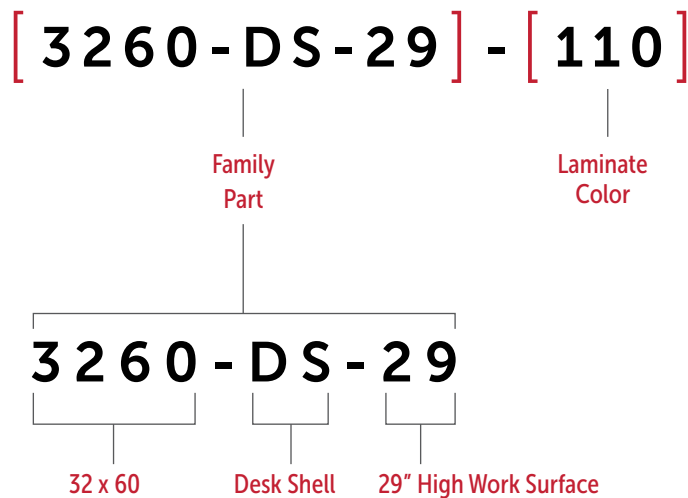 [3260-DS-29] - [110]
Family
Part
Laminate
Color
3260-DS-29
32 x 60
Desk Shell
29" High Work Surface